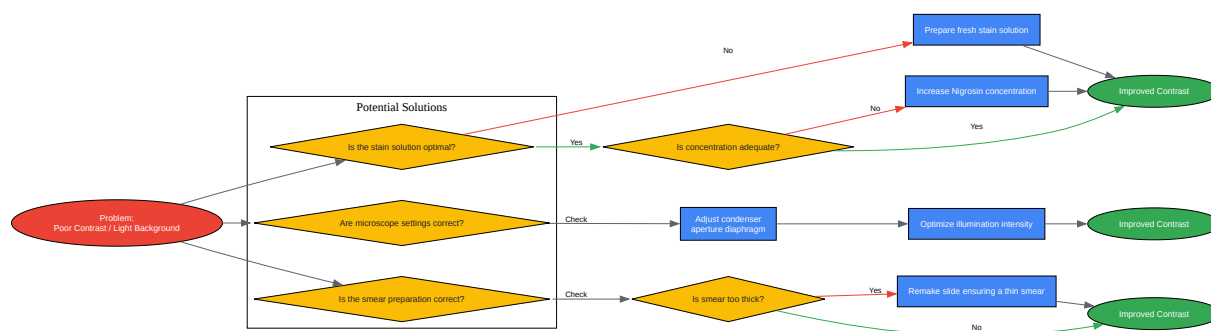 Prepare fresh stain solution
No
Increase Nigrosin concentration
Improved Contrast
Potential Solutions
No
Yes
Is the stain solution optimal?
Yes
Is concentration adequate?
Problem:
Poor Contrast / Light Background
Are microscope settings correct?
Check
Adjust condenser
aperture diaphragm
Optimize illumination intensity
Improved Contrast
Is the smear preparation correct?
Check
Is smear too thick?
Yes
Remake slide ensuring a thin smear
Improved Contrast
No